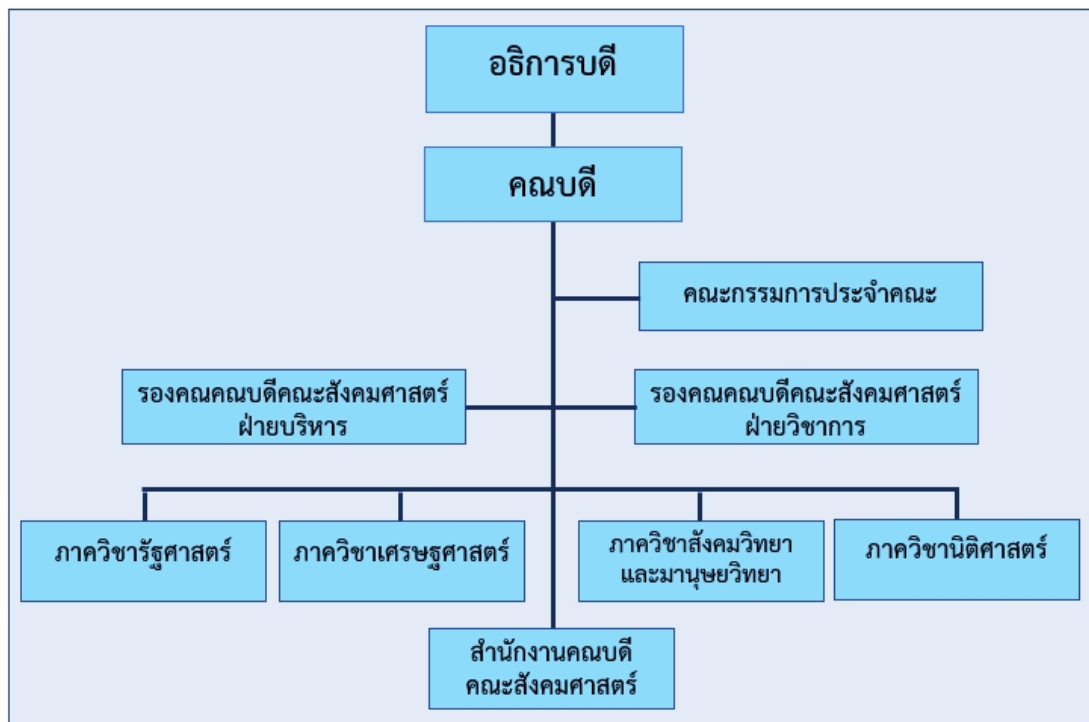 อธิการบดี
คณบดี
คณะกรรมการประจำคณะ
รองคณคณบดีคณะสังคมศาสตร์
ฝ่ายบริหาร
รองคณคณบดีคณะสังคมศาสตร์
ฝ่ายวิชาการ
ภาควิชารัฐศาสตร์
ภาควิชาเศรษฐศาสตร์
ภาควิชาสังคมวิทยา
และมานุษยวิทยา
ภาควิชานิติศาสตร์
สำนักงานคณบดี
คณะสังคมศาสตร์